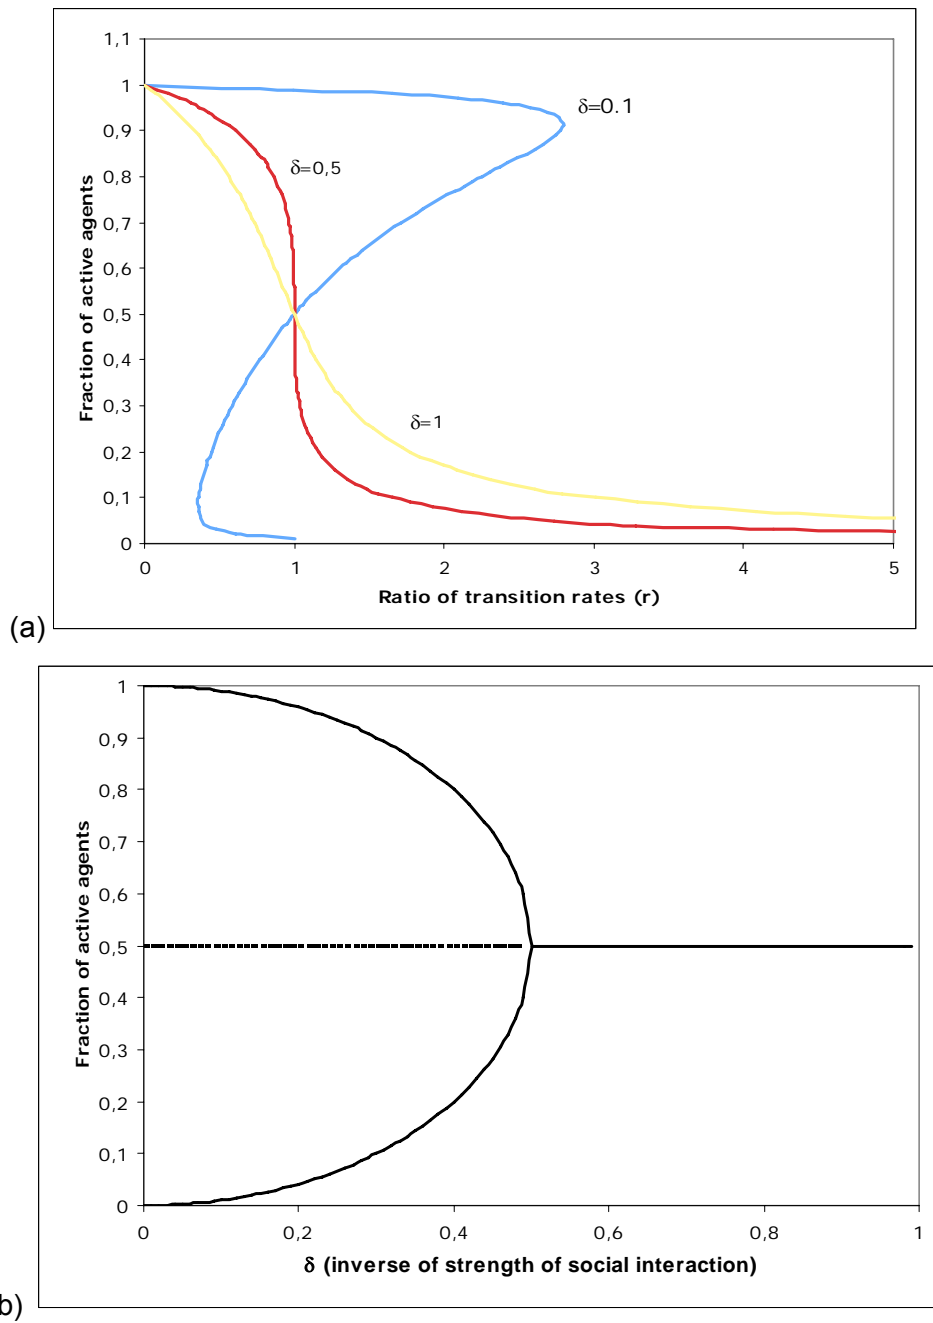 1,1
1
0,9
0,8
0,7
0,6
0,5
0,4
0,3
0,2
0,1
0
Fraction of active agents
δ=0.1
δ=0,5
δ=1
0 1 2 3 4 5
Ratio of transition rates (r)
(a)
1
0,9
0,8
0,7
0,6
0,5
0,4
0,3
0,2
0,1
0
Fraction of active agents
0 0,2 0,4 0,6 0,8 1
δ (inverse of strength of social interaction)
b)